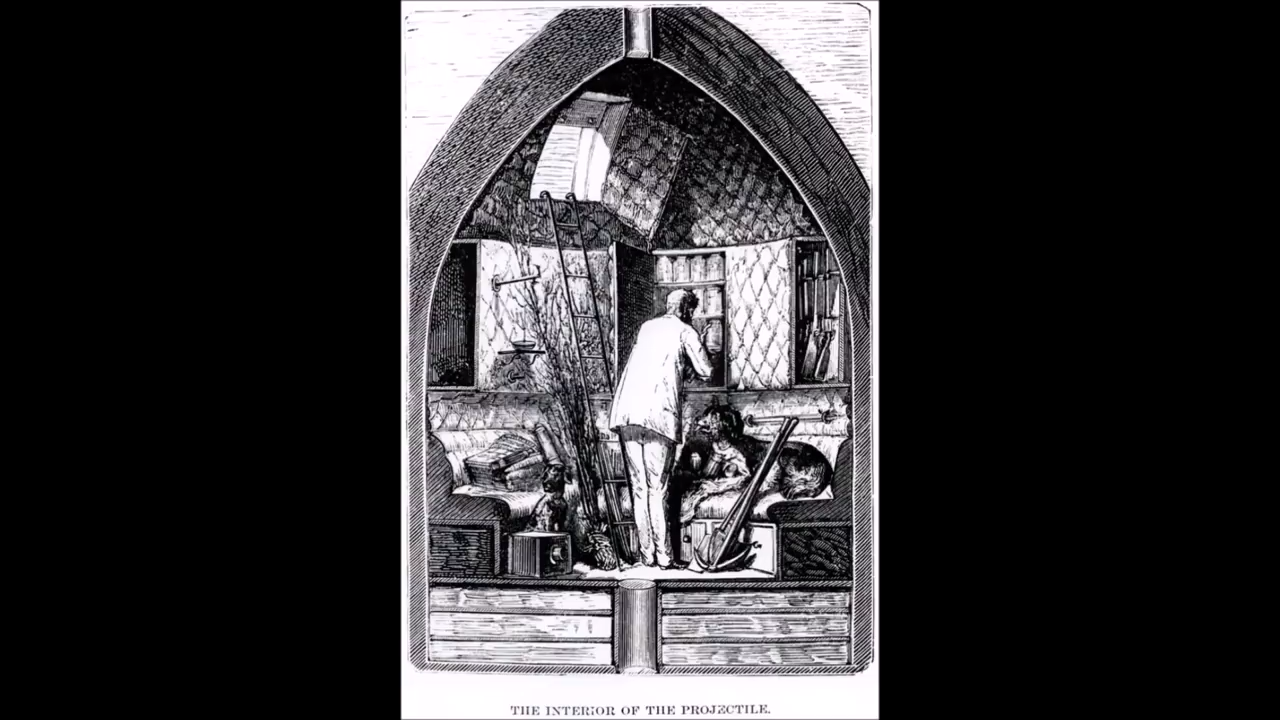 THE INTERIOR OF THE PROJECTILE.